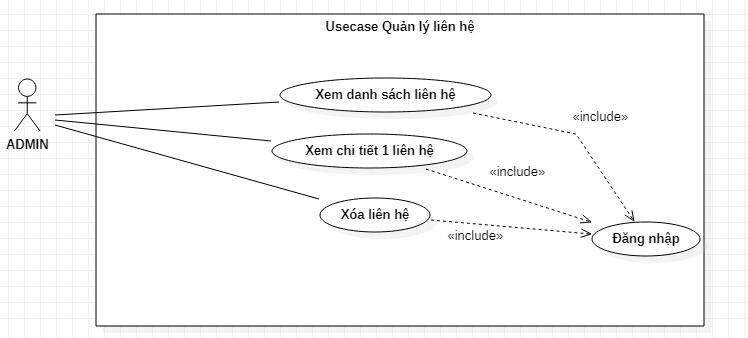 Usecase Quản lý liên hệ
Xem danh sách liên hệ
«include»
ADMIN
Xem chi tiết 1 liên hệ
«include»
Xóa liên hệ
«include»
Đăng nhập